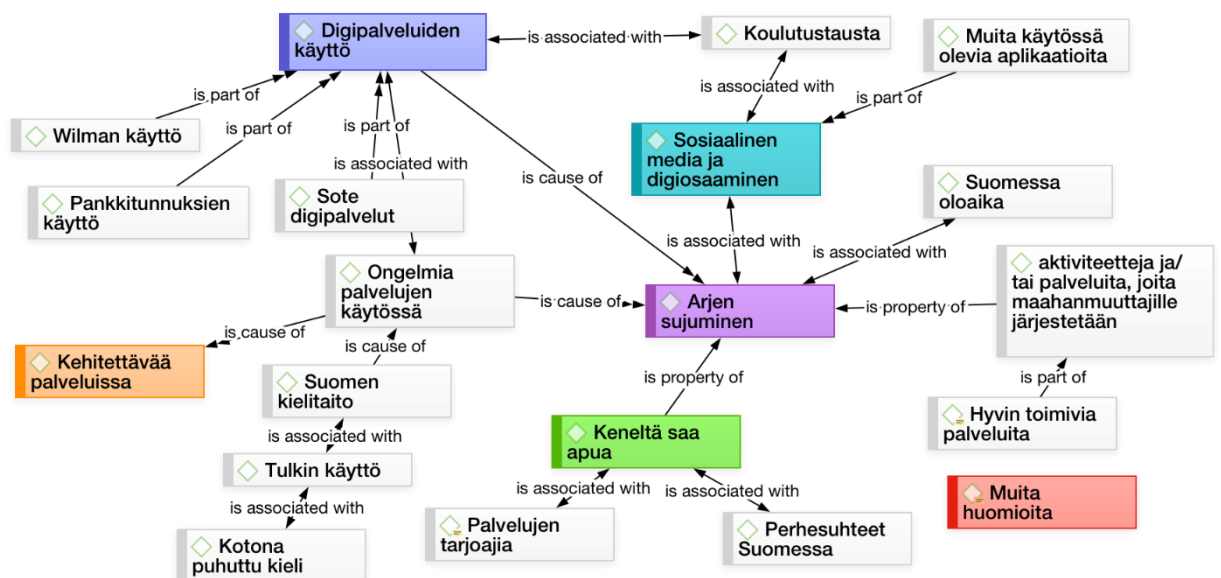 Digipalveluiden
käyttö
is associated with
Koulutustausta
Muita käytössä
olevia aplikaatioita
is part of
is associated with
is part of
Wilman käyttö
is part of
is part of
is associated with
Sosiaalinen
media ja
digiosaaminen
is cause of
Pankkitunnuksien
käyttö
Sote
digipalvelut
Suomessa
oloaika
is associated with
is associated with
Ongelmia
palvelujen
käytössä
is cause of
Arjen
sujuminen
is property of
aktiviteetteja ja/
tai palveluita, joita
maahanmuuttajille
järjestetään
is cause of
is cause of
Kehitettävää
palveluissa
Suomen
kielitaito
is property of
is part of
Hyvin toimivia
palveluita
is associated with
Keneltä saa
apua
Tulkin käyttö
is associated with
is associated with
is associated with
Muita
huomioita
Palvelujen
tarjoajia
Perhesuhteet
Suomessa
Kotona
puhuttu kieli